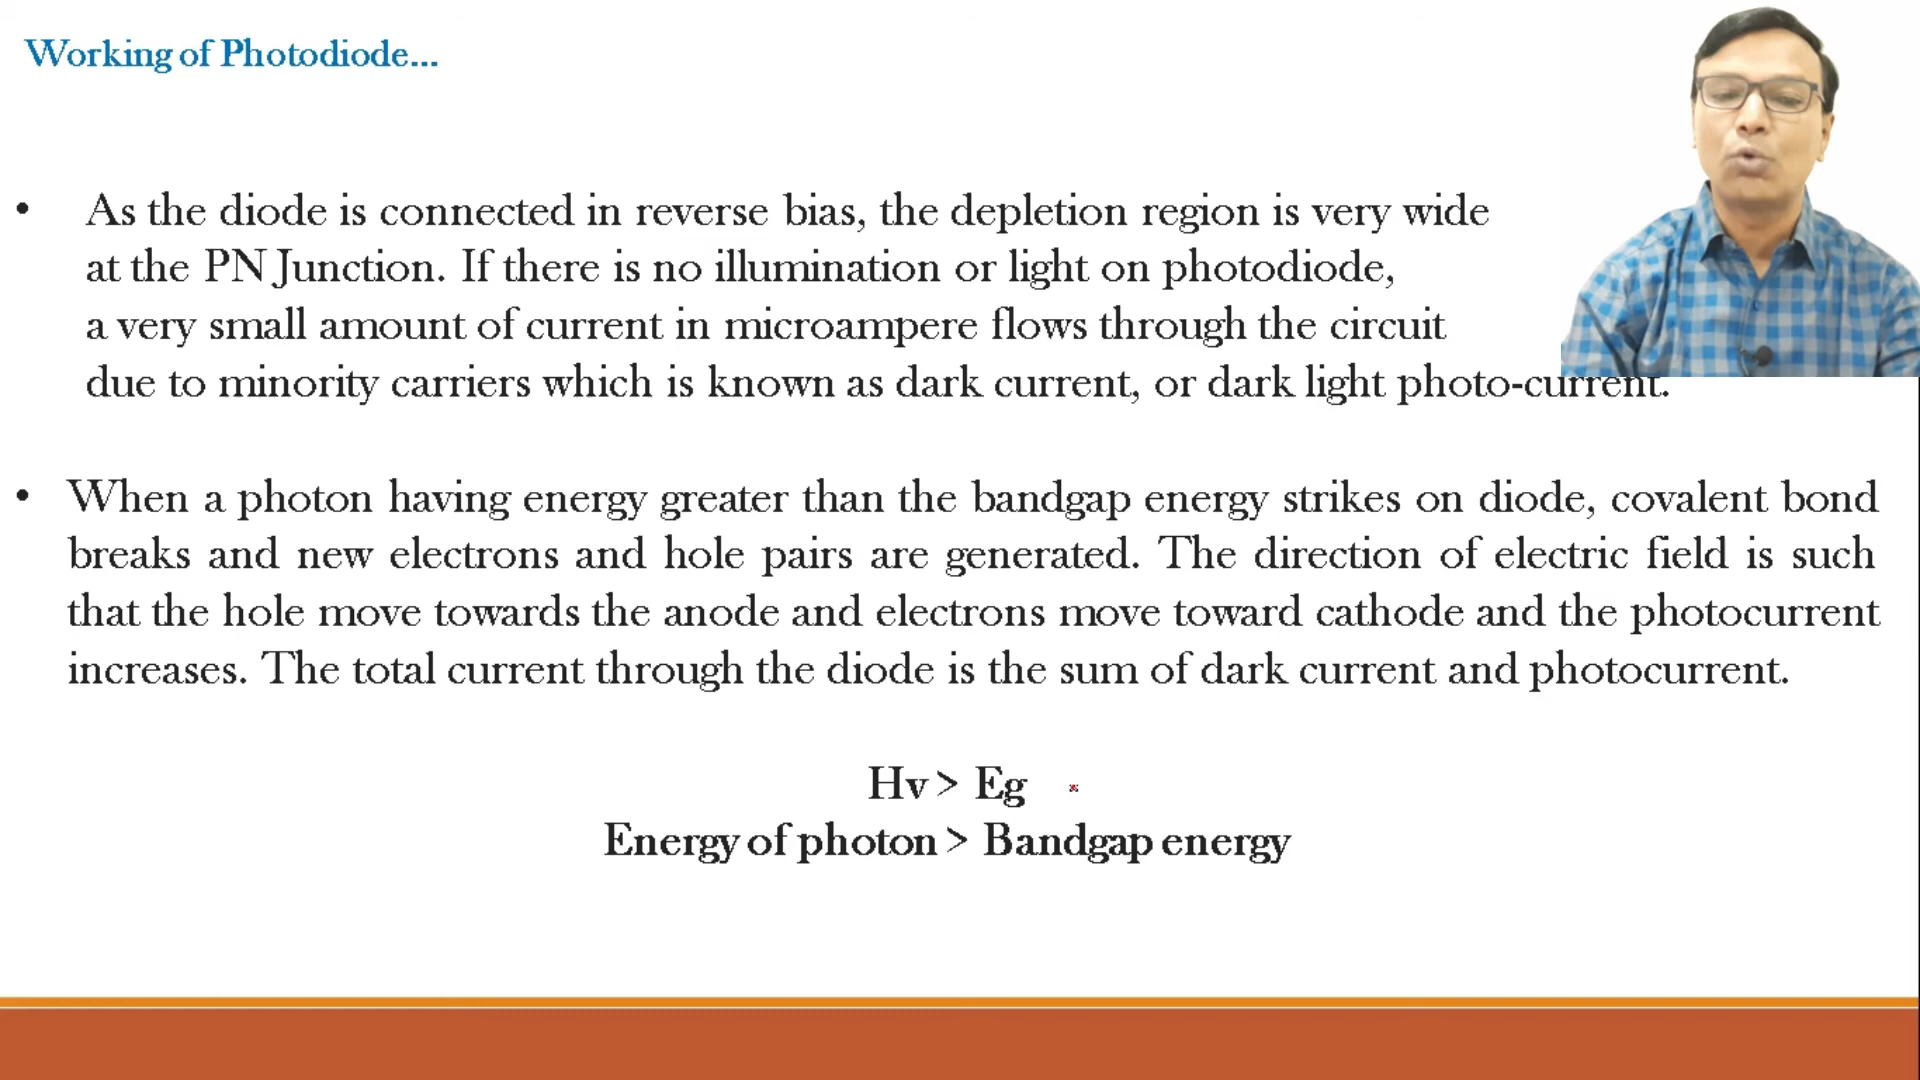 Working of Photodiode...
• As the diode is connected in reverse bias, the depletion region is very wide
at the PN Junction. If there is no illumination or light on photodiode,
a very small amount of current in microampere flows through the circuit
due to minority carriers which is known as dark current, or dark light photo-current.
• When a photon having energy greater than the bandgap energy strikes on diode, covalent bond
breaks and new electrons and hole pairs are generated. The direction of electric field is such
that the hole move towards the anode and electrons move toward cathode and the photocurrent
increases. The total current through the diode is the sum of dark current and photocurrent.
Hv > Eg
Energy of photon > Bandgap energy